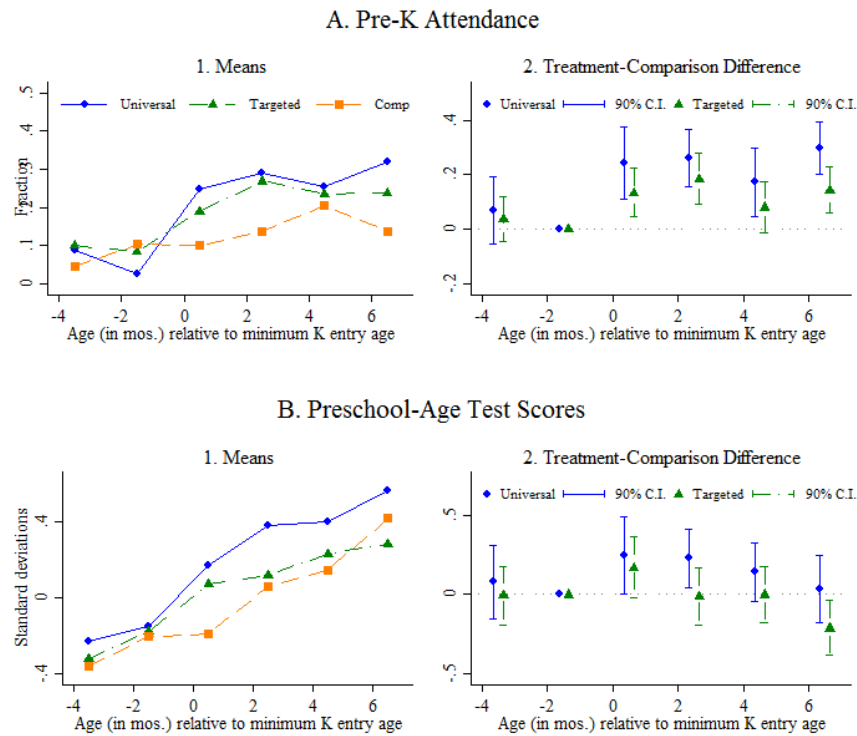 A. Pre-K Attendance
1. Means
Universal Targeted Comp
Fraction
0 .1 .2 .3 .4 .5
-4 -2 0 2 4 6
Age (in mos.) relative to minimum K entry age
2. Treatment-Comparison Difference
Universal 90% C.I. Targeted 90% C.I.
-.2 0 .2 .4
-4 -2 0 2 4 6
Age (in mos.) relative to minimum K entry age
B. Preschool-Age Test Scores
1. Means
Standard deviations
-.4 0 .4
-4 -2 0 2 4 6
Age (in mos.) relative to minimum K entry age
2. Treatment-Comparison Difference
Universal 90% C.I. Targeted 90% C.I.
-.5 0 .5
-4 -2 0 2 4 6
Age (in mos.) relative to minimum K entry age